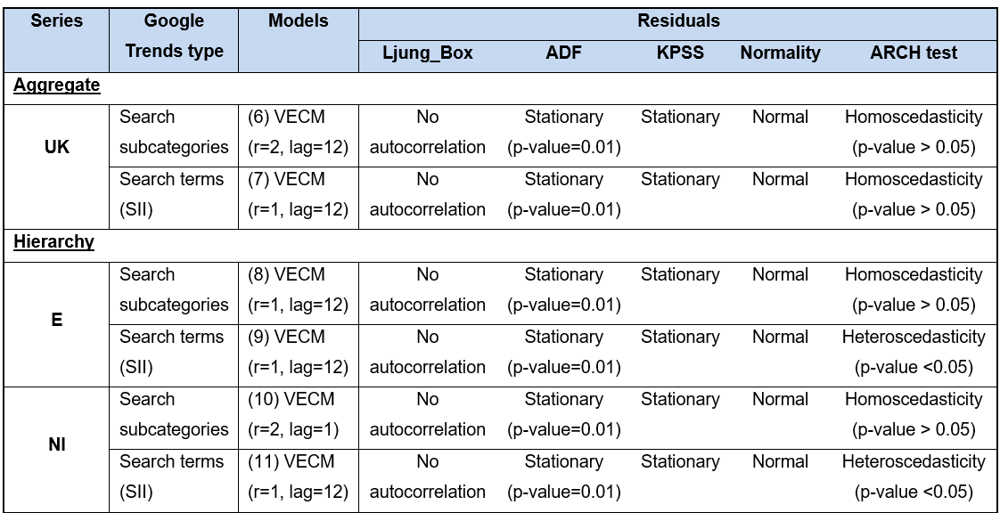 Series Google Models Residuals
Trends type Ljung_Box ADF KPSS Normality ARCH test
Aggregate
Search (6) VECM No Stationary Stationary Normal Homoscedasticity
UK subcategories (r=2, lag=12) autocorrelation (p-value=0.01) (p-value > 0.05)
Search terms (7) VECM No Stationary Stationary Normal Homoscedasticity
(SII) (r=1, lag=12) autocorrelation (p-value=0.01) (p-value > 0.05)
Hierarchy
Search (8) VECM No Stationary Stationary Normal Homoscedasticity
subcategories (r=1, lag=12) autocorrelation (p-value=0.01) (p-value > 0.05)
E
Search terms (9) VECM No Stationary Stationary Normal Heteroscedasticity
(SII) (r=1, lag=12) autocorrelation (p-value=0.01) (p-value <0.05)
Search (10) VECM No Stationary Stationary Normal Homoscedasticity
subcategories (r=2, lag=1) autocorrelation (p-value=0.01) (p-value > 0.05)
NI
Search terms (11) VECM No Stationary Stationary Normal Heteroscedasticity
(SII) (r=1, lag=12) autocorrelation (p-value=0.01) (p-value <0.05)